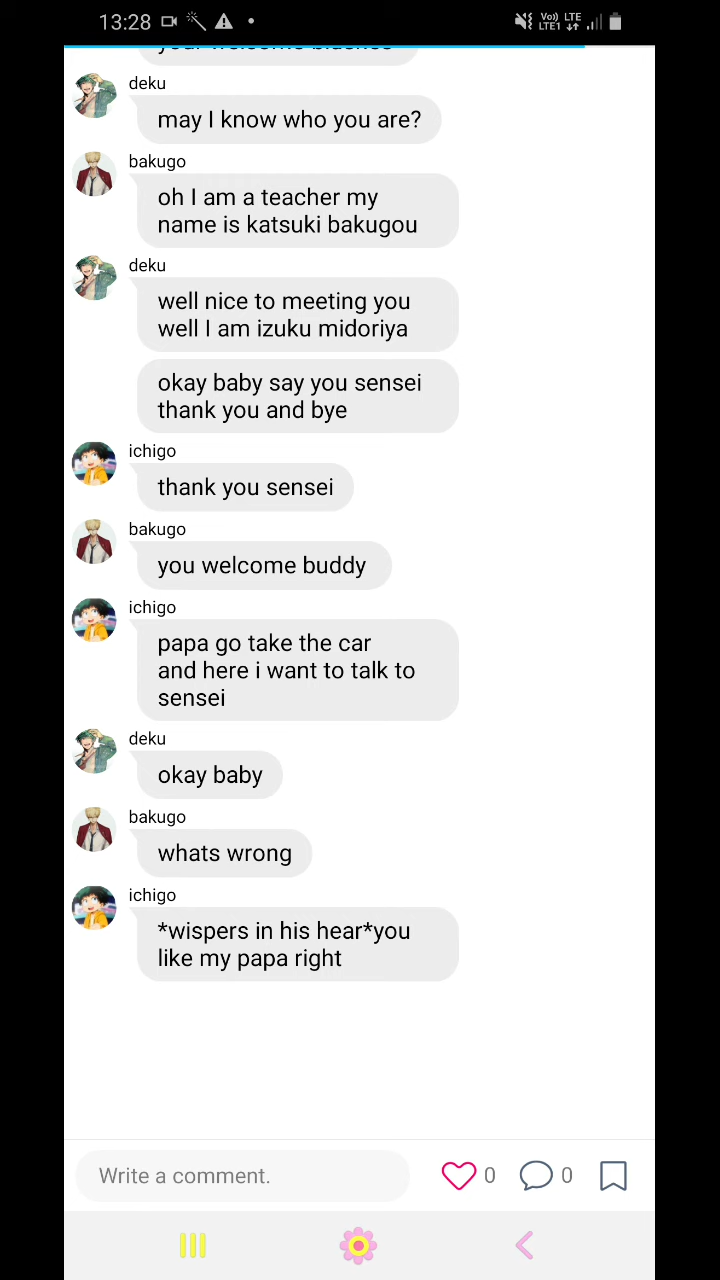 13:28
Vo)) LTE
LTE1
deku
may I know who you are?
bakugo
oh I am a teacher my
name is katsuki bakugou
deku
well nice to meeting you
well I am izuku midoriya
okay baby say you sensei
thank you and bye
ichigo
thank you sensei
bakugo
you welcome buddy
ichigo
papa go take the car
and here i want to talk to
sensei
deku
okay baby
bakugo
whats wrong
ichigo
*wispers in his hear*you
like my papa right
Write a comment.
0
0